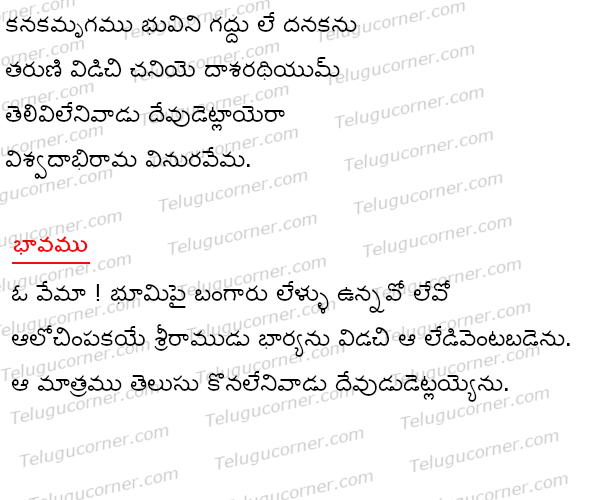 కనకమృగము భువిని గద్దు లే దనకను
తరుణి విడిచి చనియె దాశరథియుమ్
తెలివిలేనివాడు దేవుడెట్లాయెరా
విశ్వదాభిరామ వినురవేమ.
భావము
ఓ వేమా ! భూమిపై బంగారు లేళ్ళు ఉన్నవో లేవో
ఆలోచింపకయే శ్రీరాముడు భార్యను విడచి ఆ లేడివెంటబడెను.
ఆ మాత్రము తెలుసు కొనలేనివాడు దేవుడుడెట్లయ్యెను.
Telugucorner.com